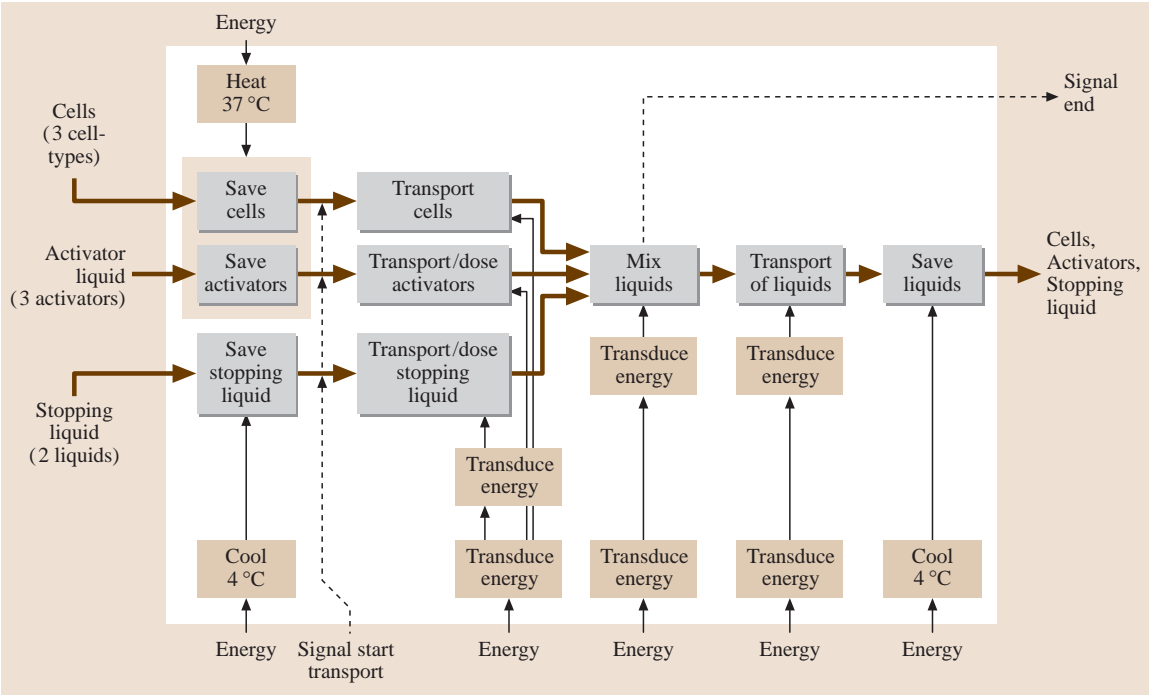 Energy
Heat
37 °C
Signal
end
Cells
(3 cell-
types)
Save
cells
Transport
cells
Activator
liquid
(3 activators)
Save
activators
Transport/dose
activators
Mix
liquids
Transport
of liquids
Save
liquids
Cells,
Activators,
Stopping
liquid
Save
stopping
liquid
Transport/dose
stopping
liquid
Transduce
energy
Transduce
energy
Stopping
liquid
(2 liquids)
Transduce
energy
Cool
4 °C
Transduce
energy
Transduce
energy
Transduce
energy
Cool
4 °C
Energy
Signal start
transport
Energy
Energy
Energy
Energy